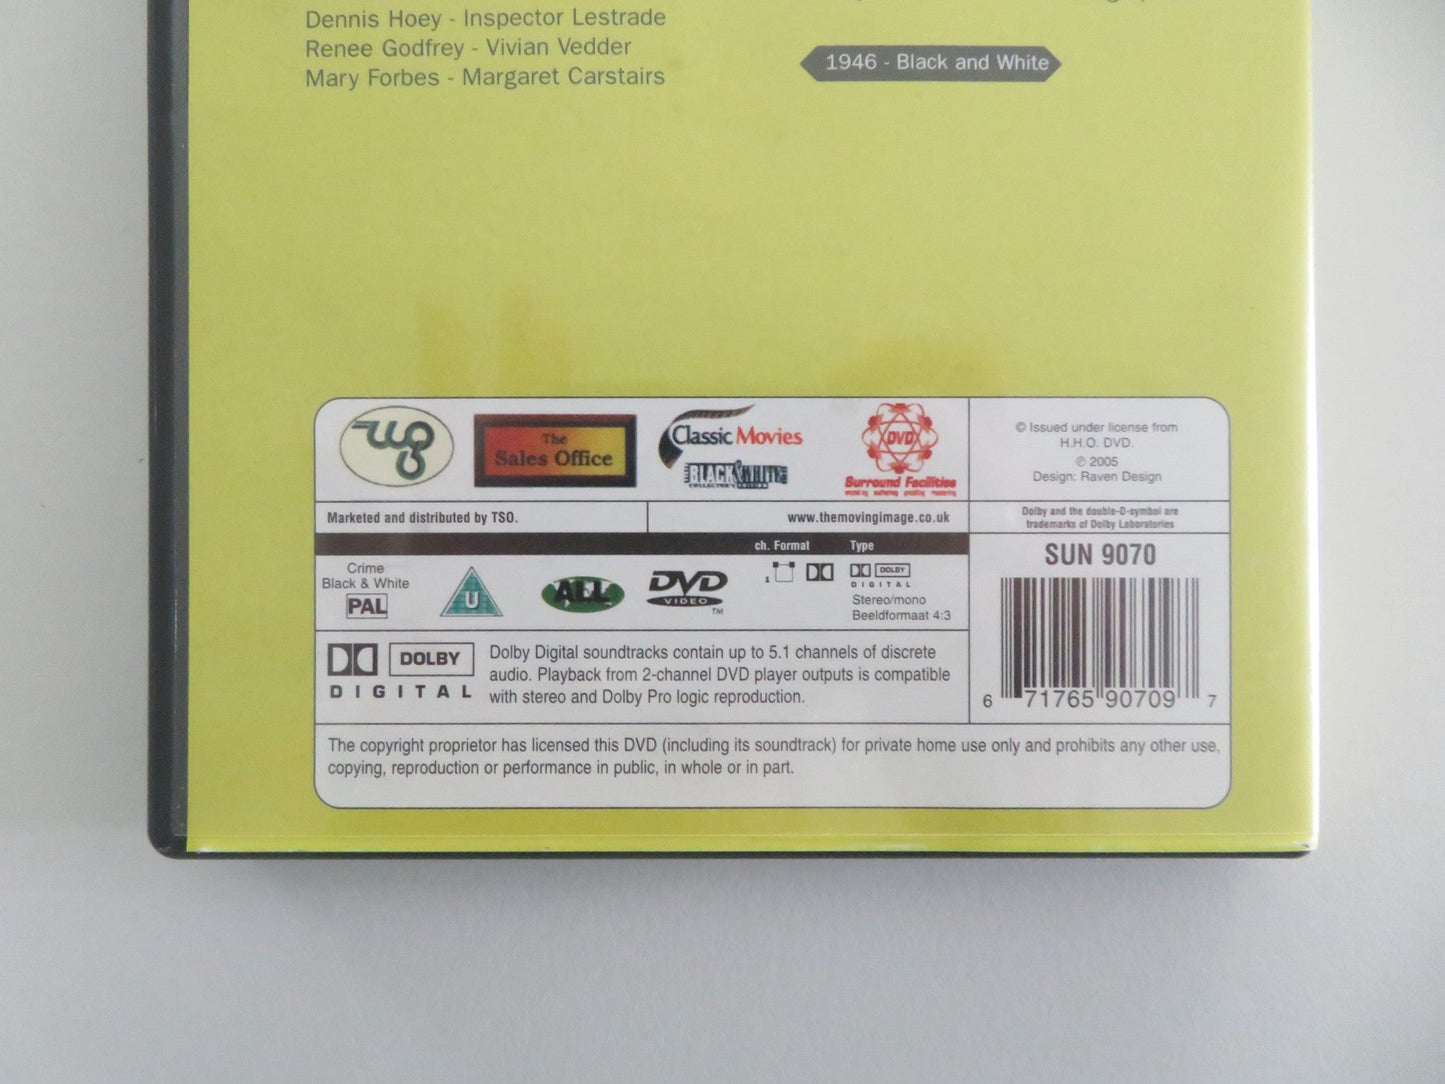 Dennis Hoey - Inspector Lestrade
Renee Godfrey - Vivian Vedder
Mary Forbes - Margaret Carstairs
1946 - Black and White
The
Sales Office
Classic Movies
BLACK & WHITE
DVD
Surround Facilities
© Issued under license from
H.H.O. DVD.
℗ 2005
Design: Raven Design
Marketed and distributed by TSO.
www.themovingimage.co.uk
Dolby and the double-D-symbol are
trademarks of Dolby Laboratories
ch. Format
Type
SUN 9070
Crime
Black & White
PAL
U
ALL
DVD
VIDEO
TM
1
DOLBY
DIGITAL
Stereo/mono
Beeldformaat 4:3
DOLBY
DIGITAL
Dolby Digital soundtracks contain up to 5.1 channels of discrete
audio. Playback from 2-channel DVD player outputs is compatible
with stereo and Dolby Pro logic reproduction.
6 71765 90709 7
The copyright proprietor has licensed this DVD (including its soundtrack) for private home use only and prohibits any other use,
copying, reproduction or performance in public, in whole or in part.